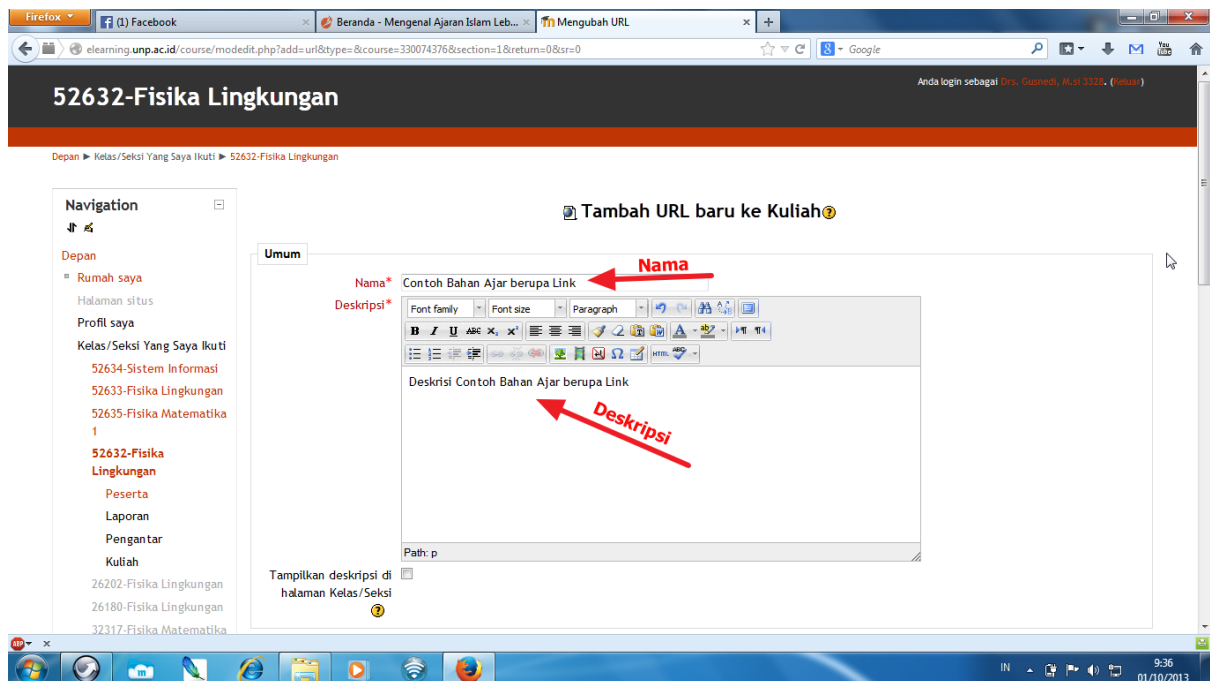 Firefox
(1) Facebook
Beranda - Mengenal Ajaran Islam Leb...
Mengubah URL
elearning.unp.ac.id/course/modedit.php?add=url&type=&course=330074376&section=1&return=0&sr=0
Google
You
52632-Fisika Lingkungan
Anda login sebagai Drs. Gusnedi, M.si 3328. (Keluar)
Depan ► Kelas/Seksi Yang Saya Ikuti ► 52632-Fisika Lingkungan
Navigation
Tambah URL baru ke Kuliah
Depan
Rumah saya
Halaman situs
Profil saya
Kelas/Seksi Yang Saya Ikuti
52634-Sistem Informasi
52633-Fisika Lingkungan
52635-Fisika Matematika
1
52632-Fisika
Lingkungan
Peserta
Laporan
Pengantar
Kuliah
26202-Fisika Lingkungan
26180-Fisika Lingkungan
32317-Fisika Matematika
Umum
Nama
Nama* Contoh Bahan Ajar berupa Link
Deskripsi*
Font family Font size Paragraph
B I U ABC X, X'
HTML ABC
Deskrisi Contoh Bahan Ajar berupa Link
Deskripsi
Path: p
Tampilkan deskripsi di
halaman Kelas/Seksi
ABP
IN
9:36
01/10/2013